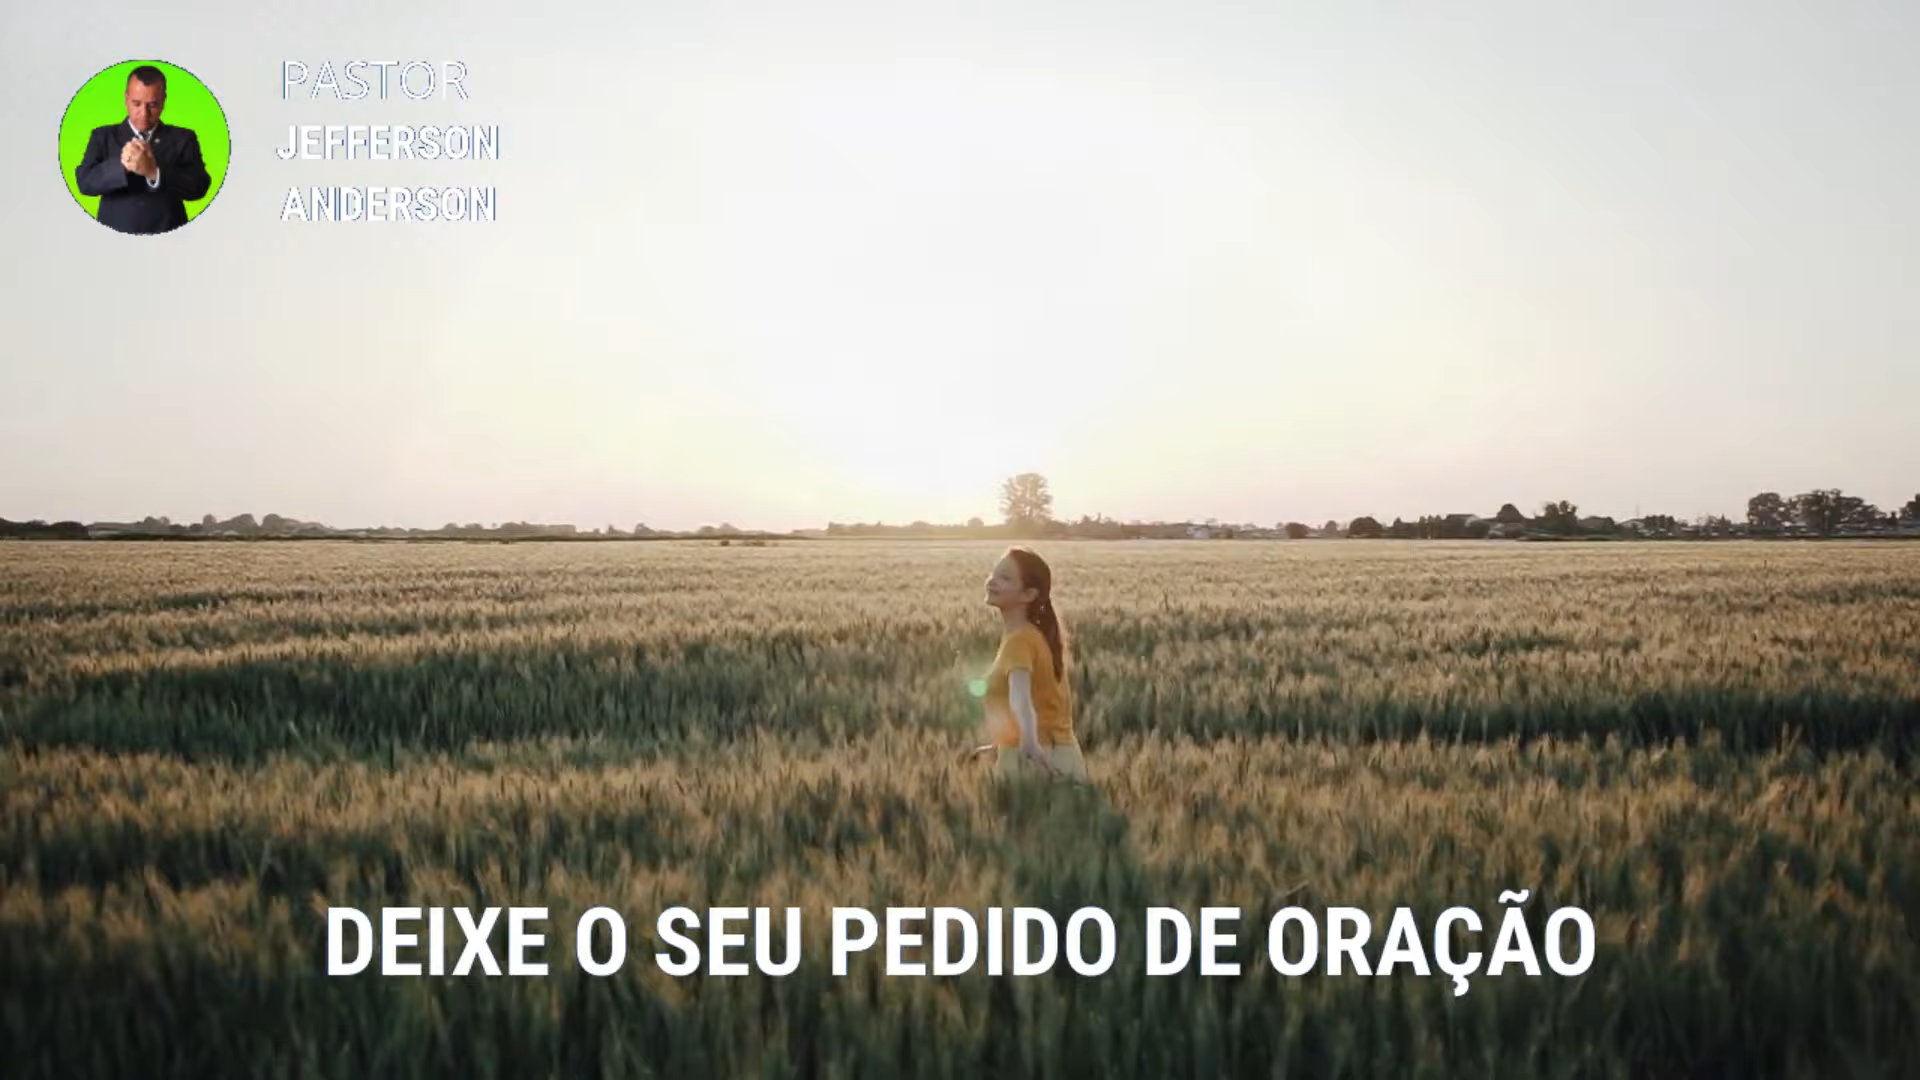 PASTOR
JEFFERSON
ANDERSON
DEIXE O SEU PEDIDO DE ORAÇÃO